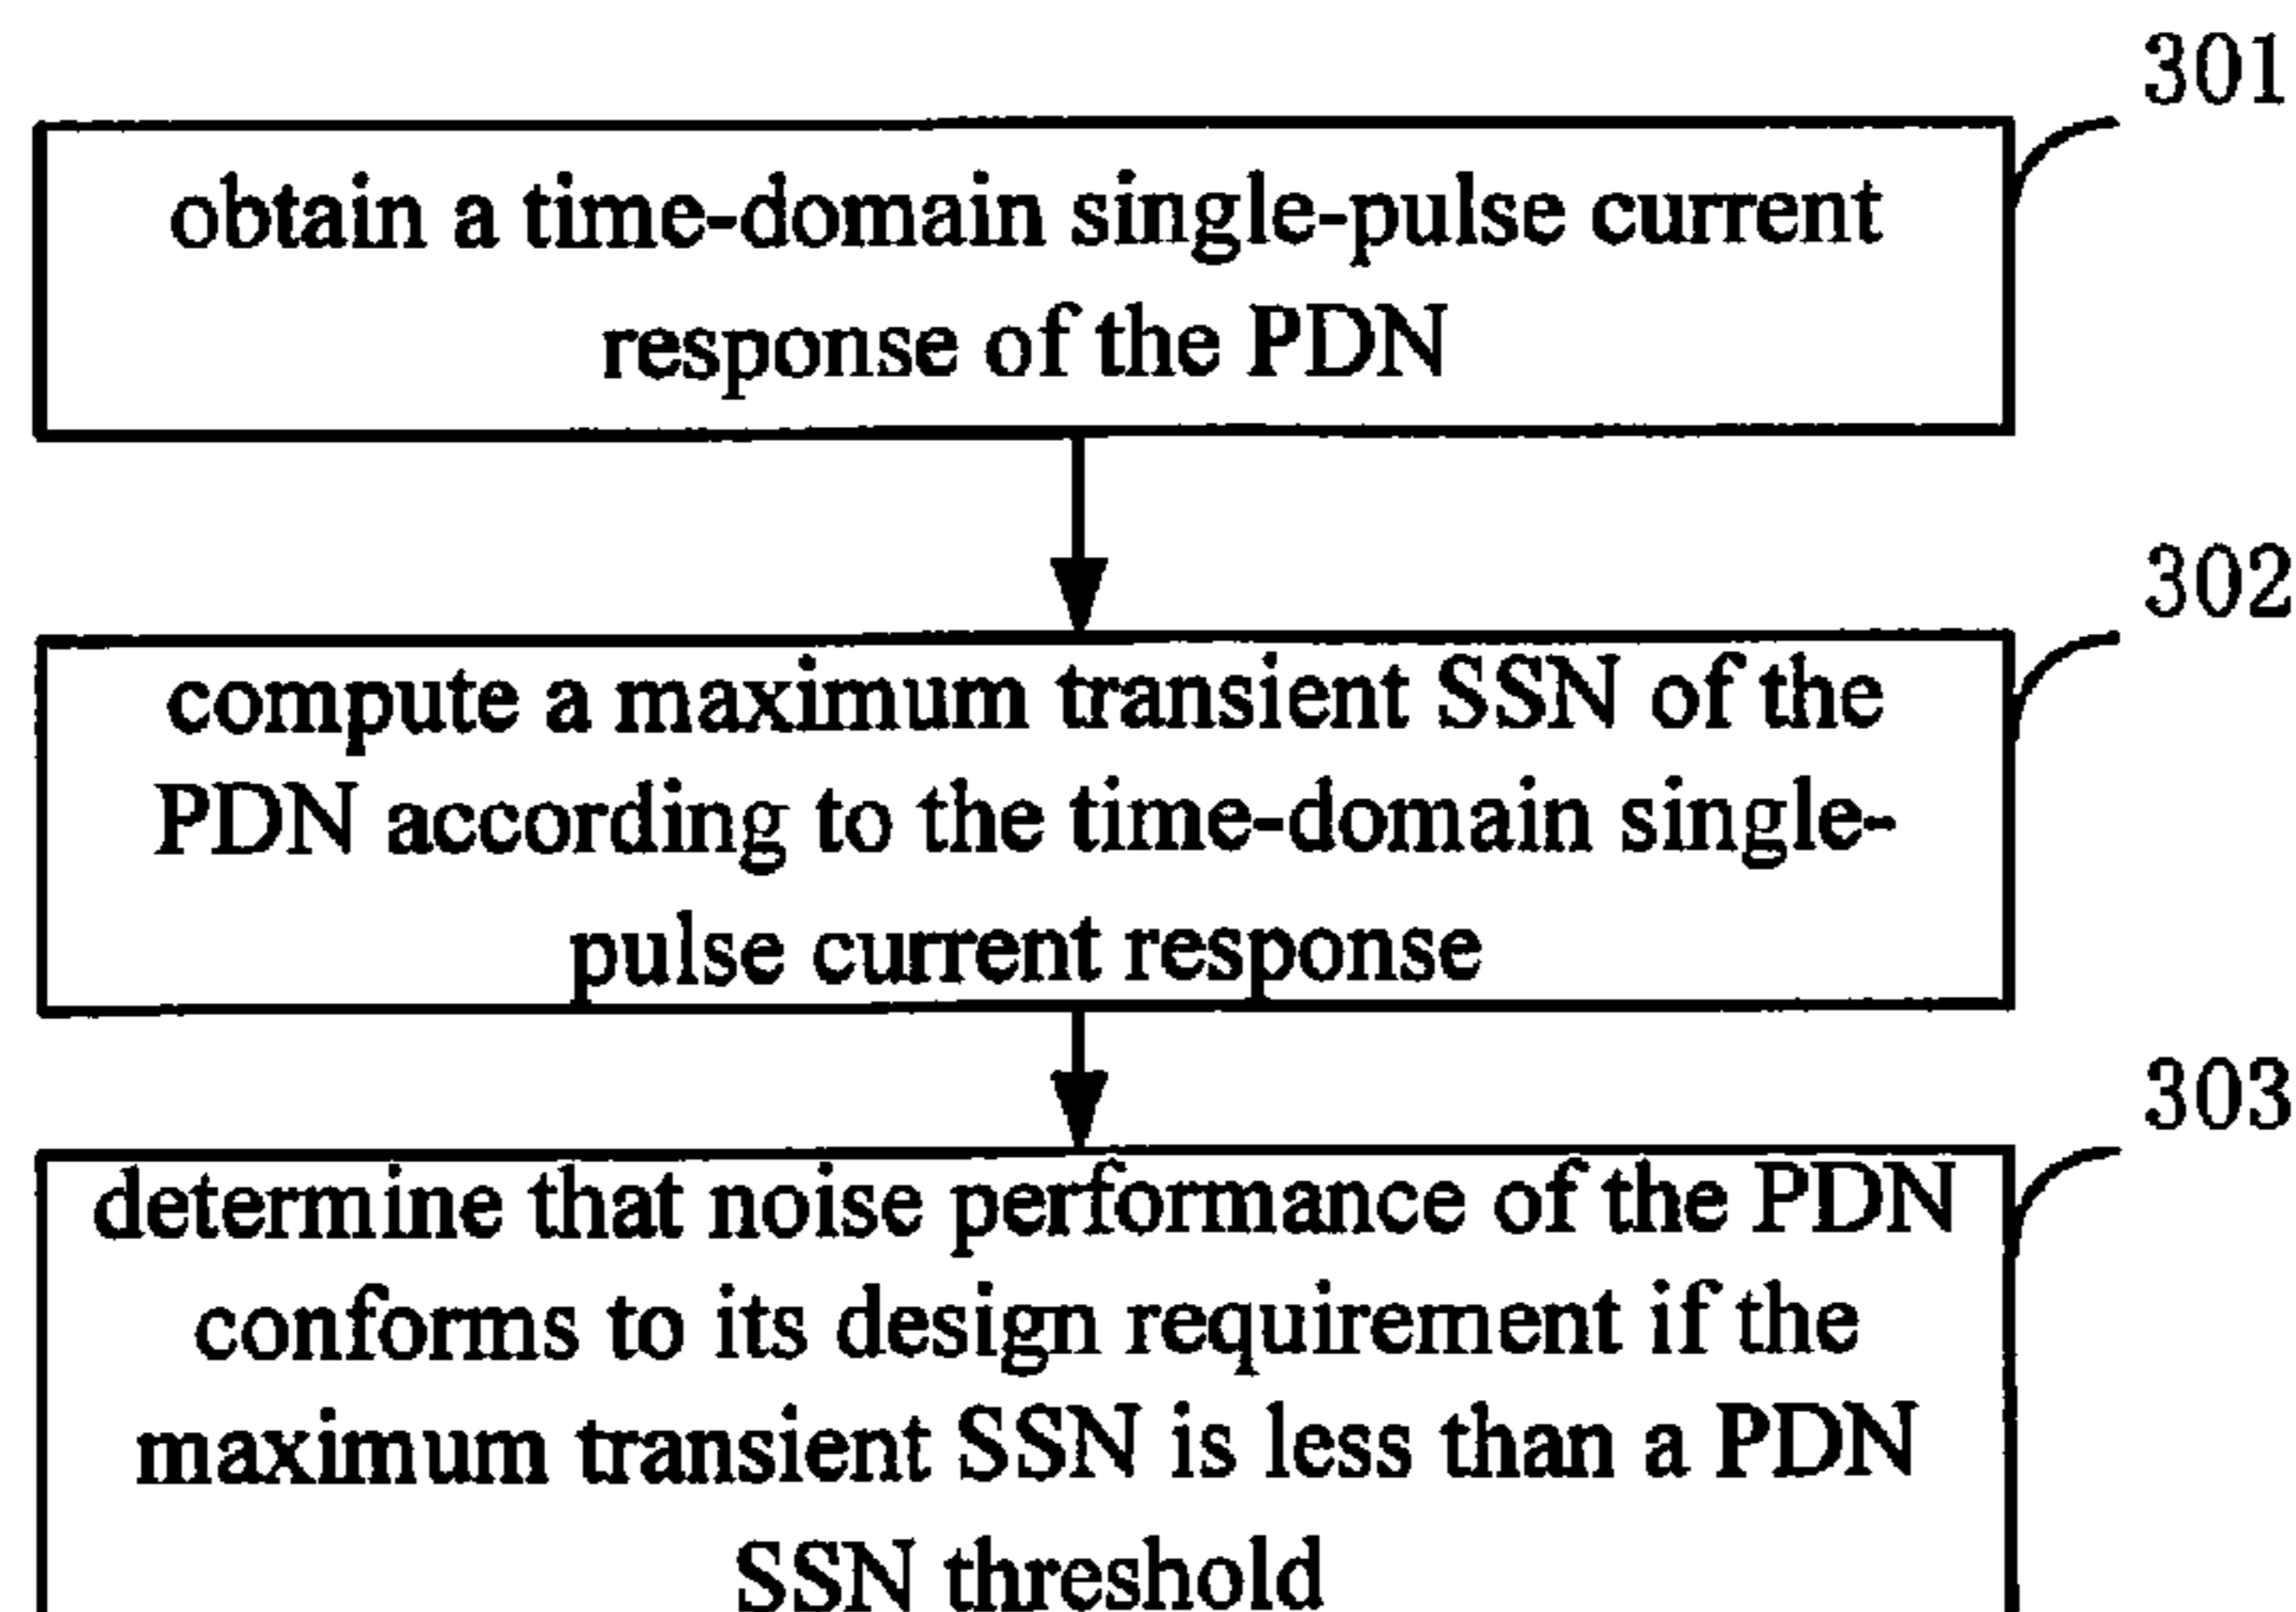 301
obtain a time-domain single-pulse current
response of the PDN
302
compute a maximum transient SSN of the
PDN according to the time-domain single-
pulse current response
303
determine that noise performance of the PDN
conforms to its design requirement if the
maximum transient SSN is less than a PDN
SSN threshold